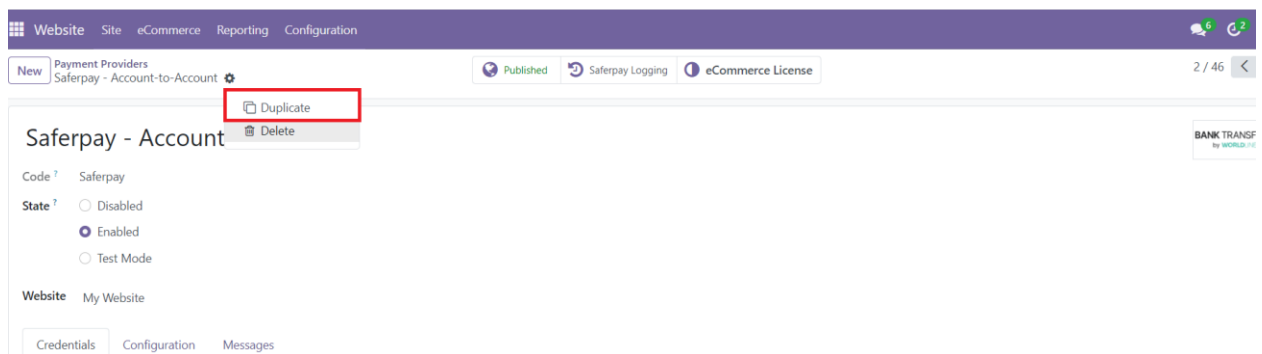 Website Site eCommerce Reporting Configuration 6 2
New Payment Providers Published Saferpay Logging eCommerce License 2 / 46
Saferpay - Account-to-Account
Duplicate
Delete
Saferpay - Account
BANK TRANSF
by WORLDLINE
Code ? Saferpay
State ? Disabled
Enabled
Test Mode
Website My Website
Credentials Configuration Messages